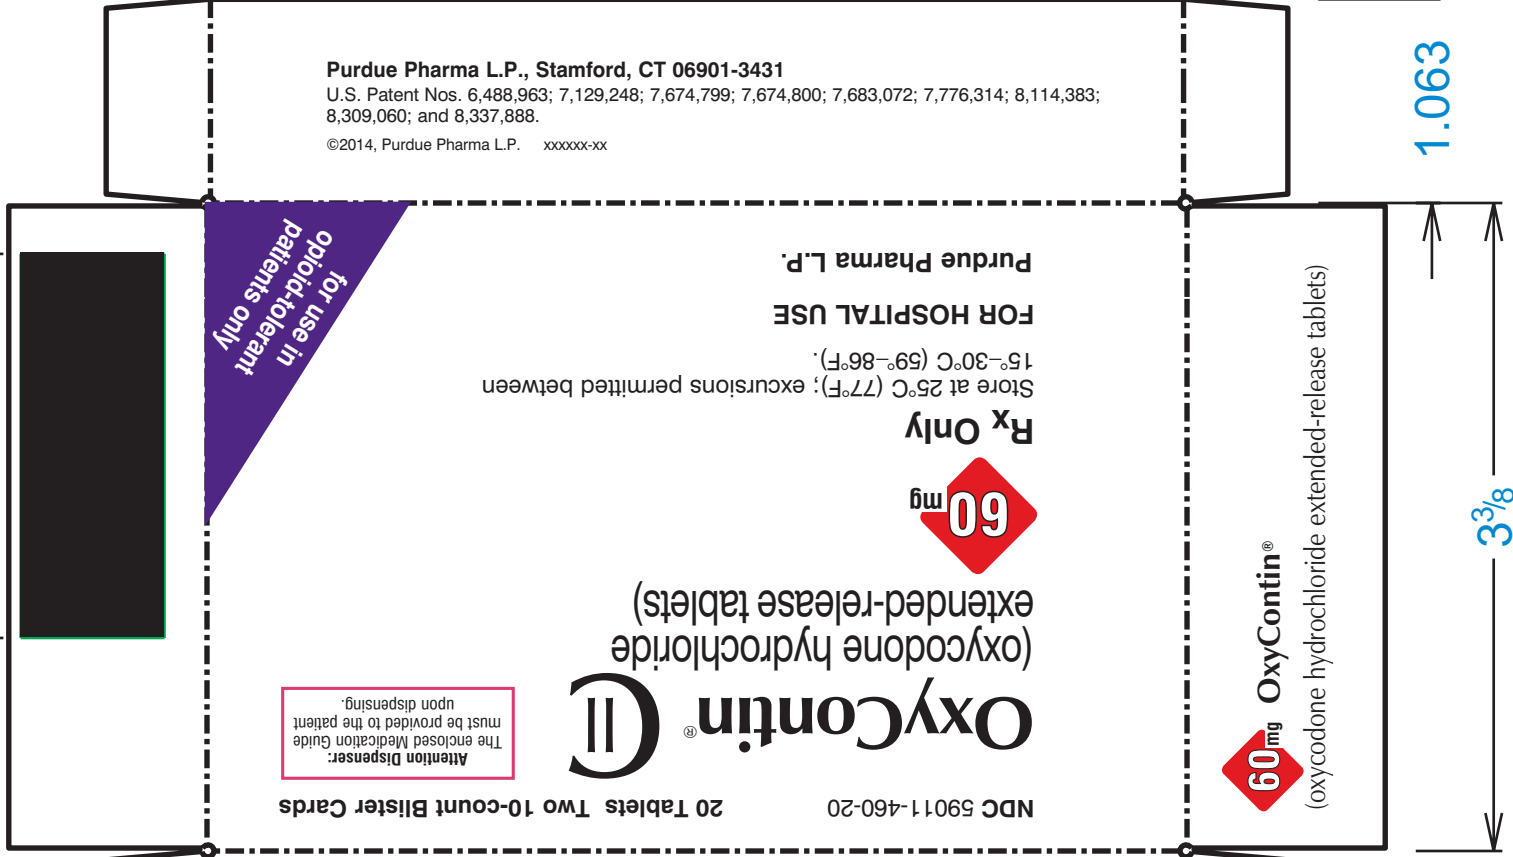 Purdue Pharma L.P., Stamford, CT 06901-3431
U.S. Patent Nos. 6,488,963; 7,129,248; 7,674,799; 7,674,800; 7,683,072; 7,776,314; 8,114,383;
8,309,060; and 8,337,888.
©2014, Purdue Pharma L.P. xxxxxx-xx
NDC 59011-460-20
20 Tablets Two 10-count Blister Cards
OxyContin® CII
Attention Dispenser:
The enclosed Medication Guide
must be provided to the patient
upon dispensing.
(oxycodone hydrochloride
extended-release tablets)
60 mg
Rx Only
Store at 25°C (77°F); excursions permitted between
15°–30°C (59°–86°F).
FOR HOSPITAL USE
Purdue Pharma L.P.
for use in
opioid-tolerant
patients only
60 mg OxyContin®
(oxycodone hydrochloride extended-release tablets)
1.063
3 3/8